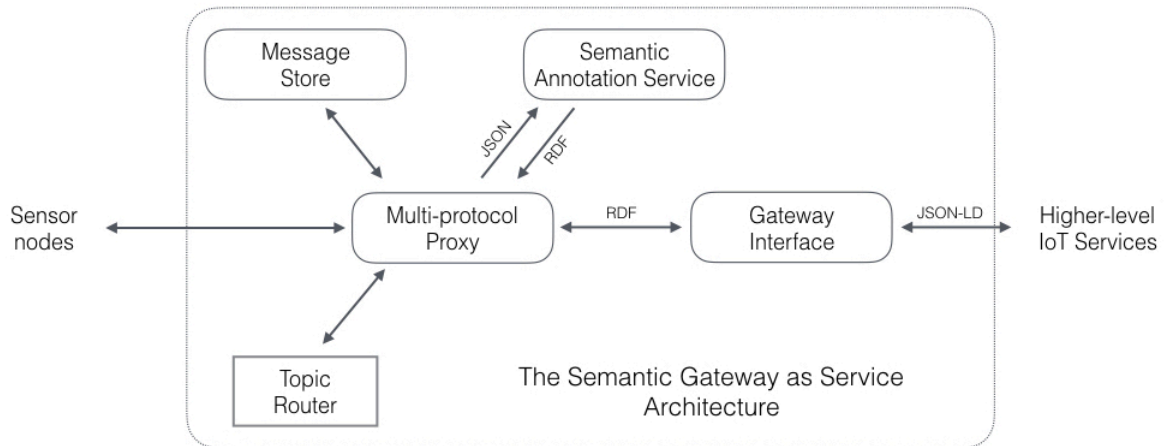 Message
Store
Semantic
Annotation Service
JSON
RDF
Sensor
nodes
Multi-protocol
Proxy
RDF
Gateway
Interface
JSON-LD
Higher-level
IoT Services
Topic
Router
The Semantic Gateway as Service
Architecture